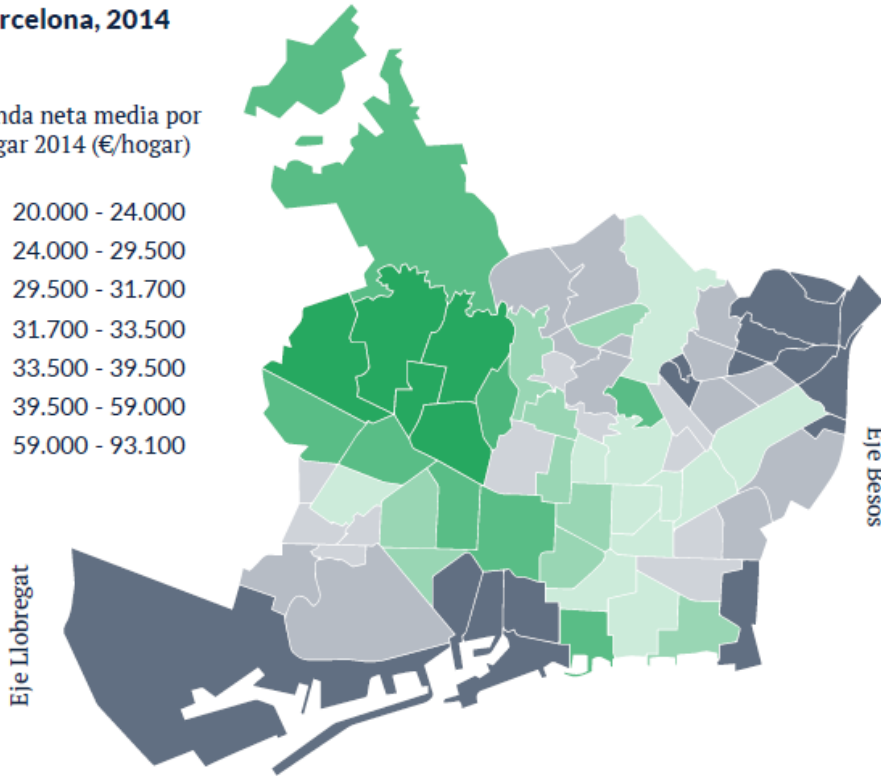 rcelona, 2014
nda neta media por
gar 2014 (€/hogar)
20.000 - 24.000
24.000 - 29.500
29.500 - 31.700
31.700 - 33.500
33.500 - 39.500
39.500 - 59.000
59.000 - 93.100
Eje Besòs
Eje Llobregat